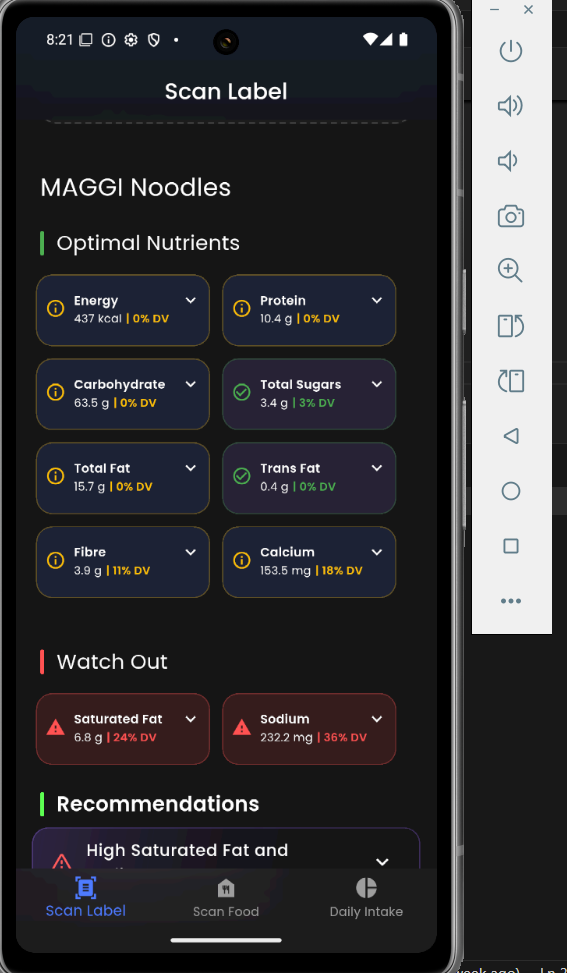 8:21
Scan Label
MAGGI Noodles
Optimal Nutrients
Energy
437 kcal | 0% DV
Protein
10.4 g | 0% DV
Carbohydrate
63.5 g | 0% DV
Total Sugars
3.4 g | 3% DV
Total Fat
15.7 g | 0% DV
Trans Fat
0.4 g | 0% DV
Fibre
3.9 g | 11% DV
Calcium
153.5 mg | 18% DV
Watch Out
Saturated Fat
6.8 g | 24% DV
Sodium
232.2 mg | 36% DV
Recommendations
High Saturated Fat and
Scan Label
Scan Food
Daily Intake